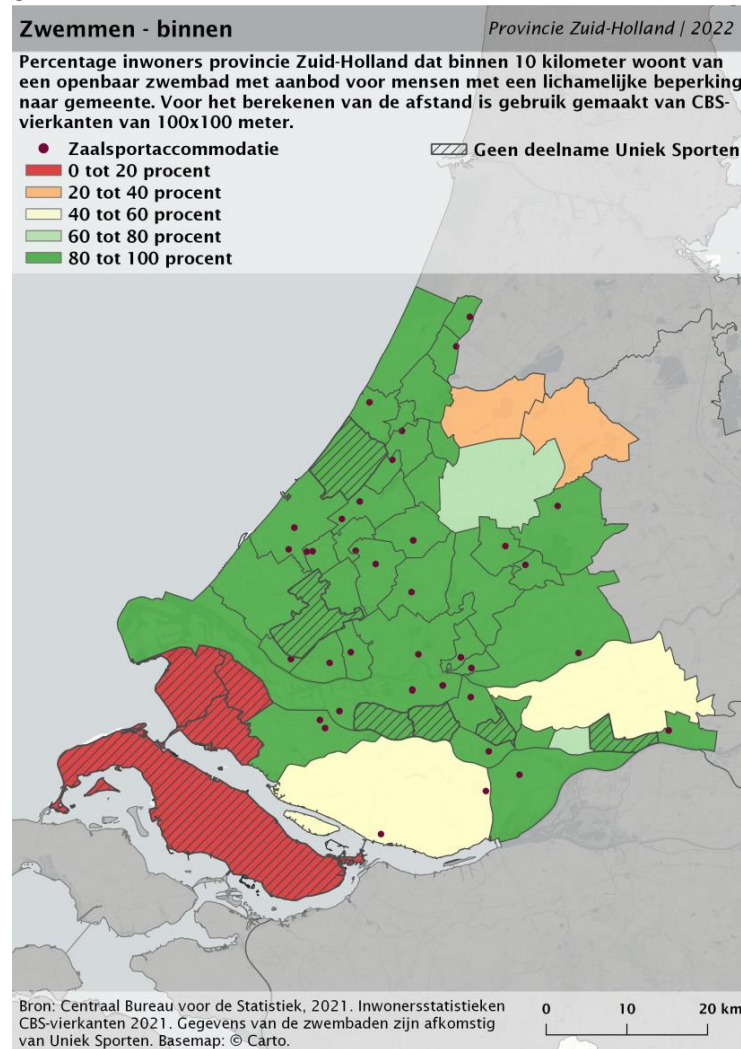 Zwemmen - binnen
Provincie Zuid-Holland | 2022
Percentage inwoners provincie Zuid-Holland dat binnen 10 kilometer woont van
een openbaar zwembad met aanbod voor mensen met een lichamelijke beperking
naar gemeente. Voor het berekenen van de afstand is gebruik gemaakt van CBS-
vierkanten van 100x100 meter.
Zaalsportaccommodatie
Geen deelname Uniek Sporten
0 tot 20 procent
20 tot 40 procent
40 tot 60 procent
60 tot 80 procent
80 tot 100 procent
Bron: Centraal Bureau voor de Statistiek, 2021. Inwonersstatistieken
CBS-vierkanten 2021. Gegevens van de zwembaden zijn afkomstig
van Uniek Sporten. Basemap: © Carto.
0 10 20 km